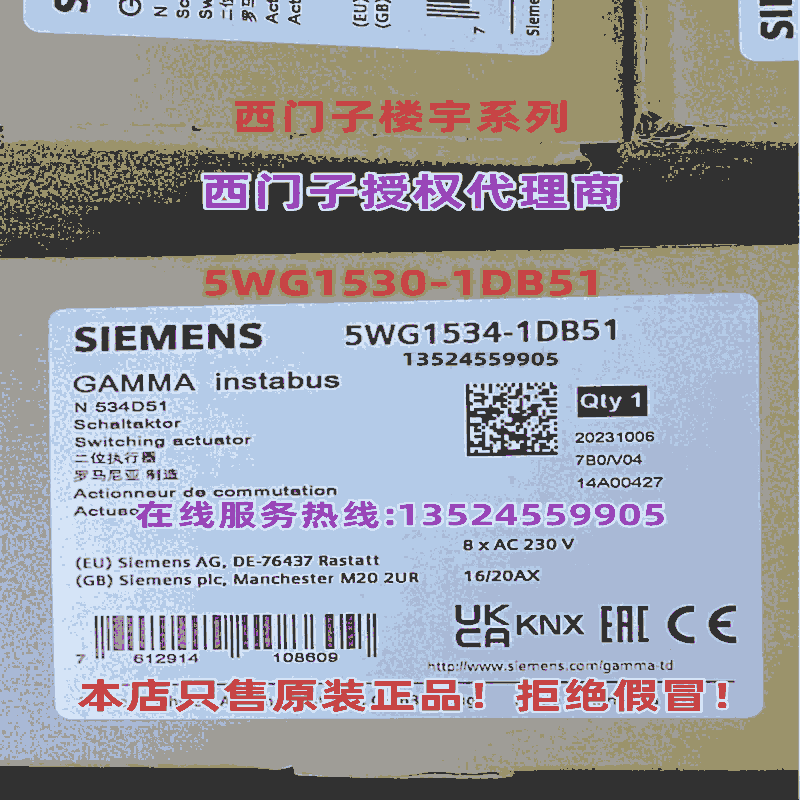 西门子楼宇系列
西门子授权代理商
5WG1530-1DB51
SIEMENS
5WG1534-1DB51
13524559905
GAMMA instabus
N 534D51
Schaltaktor
Switching actuator
二位执行器
罗马尼亚 制造
Actionneur de commutation
Qty 1
20231006
7B0/V04
14A00427
在线服务热线:13524559905
8 x AC 230 V
16/20AX
(EU) Siemens AG, DE-76437 Rastatt
(GB) Siemens plc, Manchester M20 2UR
UK CA KNX EAC CE
7 612914 108609
http://www.siemens.com/gamma-td
本店只售原装正品！拒绝假冒！